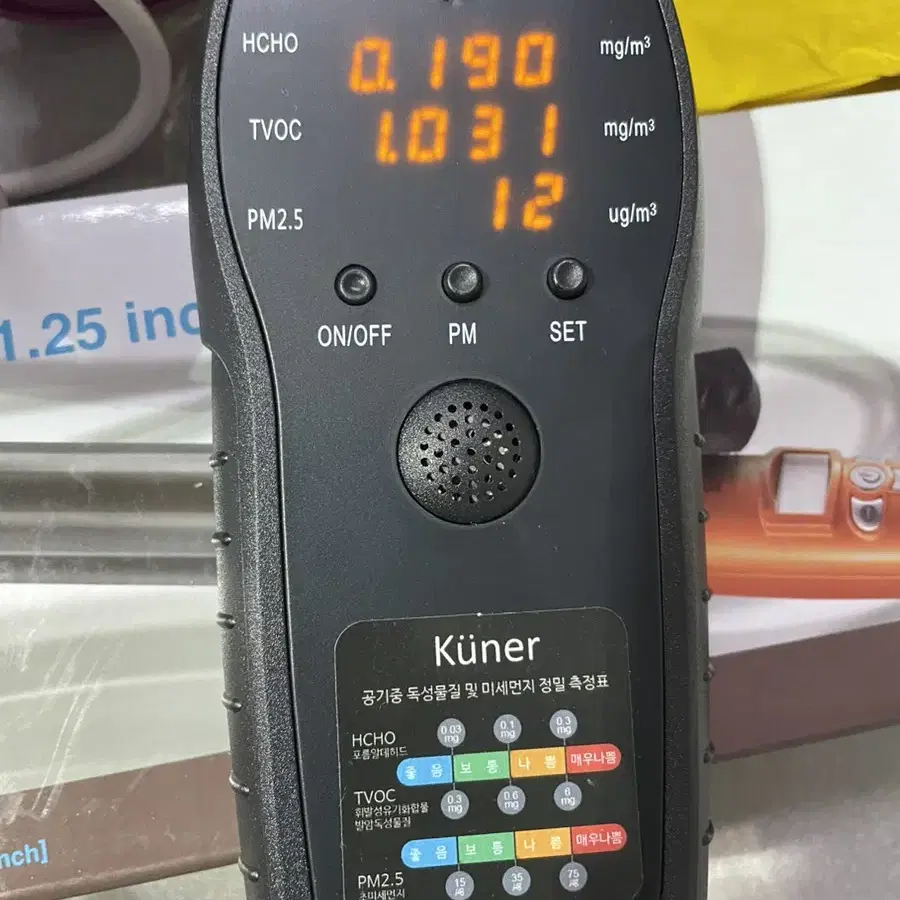 HCHO 0.190 mg/m³
TVOC 1.031 mg/m³
PM2.5 12 ug/m³
ON/OFF PM SET
1.25 inc
Küner
공기중 독성물질 및 미세먼지 정밀 측정표
0.03 mg 0.1 mg 0.3 mg
HCHO
포름알데히드
좋음 보통 나쁨 매우나쁨
TVOC
휘발성유기화합물
발암독성물질
0.3 mg 0.6 mg 6 mg
좋음 보통 나쁨 매우나쁨
PM2.5
초미세먼지
15 ㎍ 35 ㎍ 75 ㎍
nch]